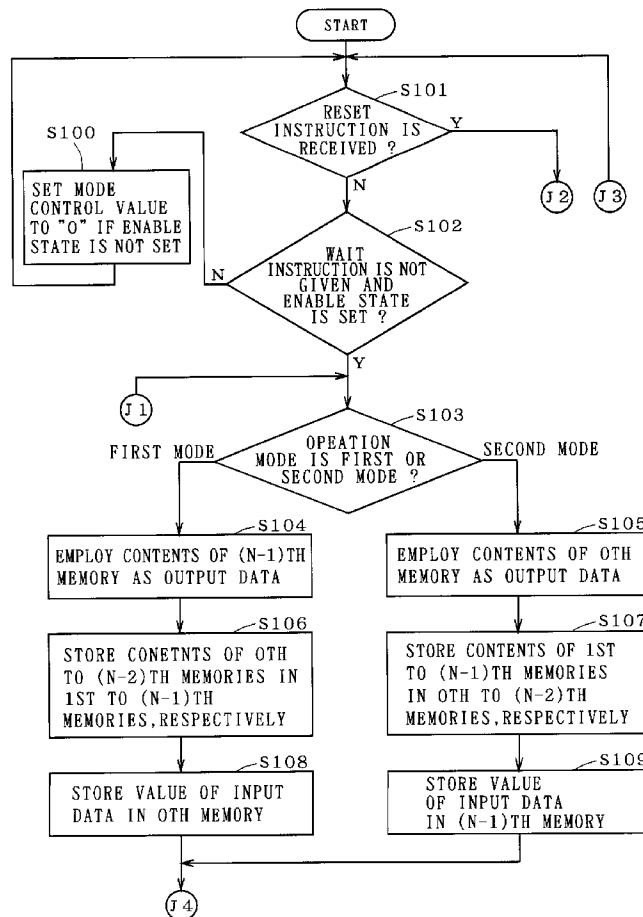 START
S101
RESET
INSTRUCTION IS
RECEIVED ?
Y
N
J2
J3
S100
SET MODE
CONTROL VALUE
TO "0" IF ENABLE
STATE IS NOT SET
S102
WAIT
INSTRUCTION IS NOT
GIVEN AND
ENABLE STATE
IS SET ?
N
Y
J1
S103
OPEATION
MODE IS FIRST OR
SECOND MODE ?
FIRST MODE
SECOND MODE
S104
EMPLOY CONTENTS OF (N-1)TH
MEMORY AS OUTPUT DATA
S105
EMPLOY CONTENTS OF 0TH
MEMORY AS OUTPUT DATA
S106
STORE CONETNTS OF 0TH
TO (N-2)TH MEMORIES IN
1ST TO (N-1)TH
MEMORIES,RESPECTIVELY
S107
STORE CONTENTS OF 1ST
TO (N-1)TH MEMORIES
IN 0TH TO (N-2)TH
MEMORIES,RESPECTIVELY
S108
STORE VALUE OF INPUT
DATA IN 0TH MEMORY
S109
STORE VALUE
OF INPUT DATA
IN (N-1)TH MEMORY
J4